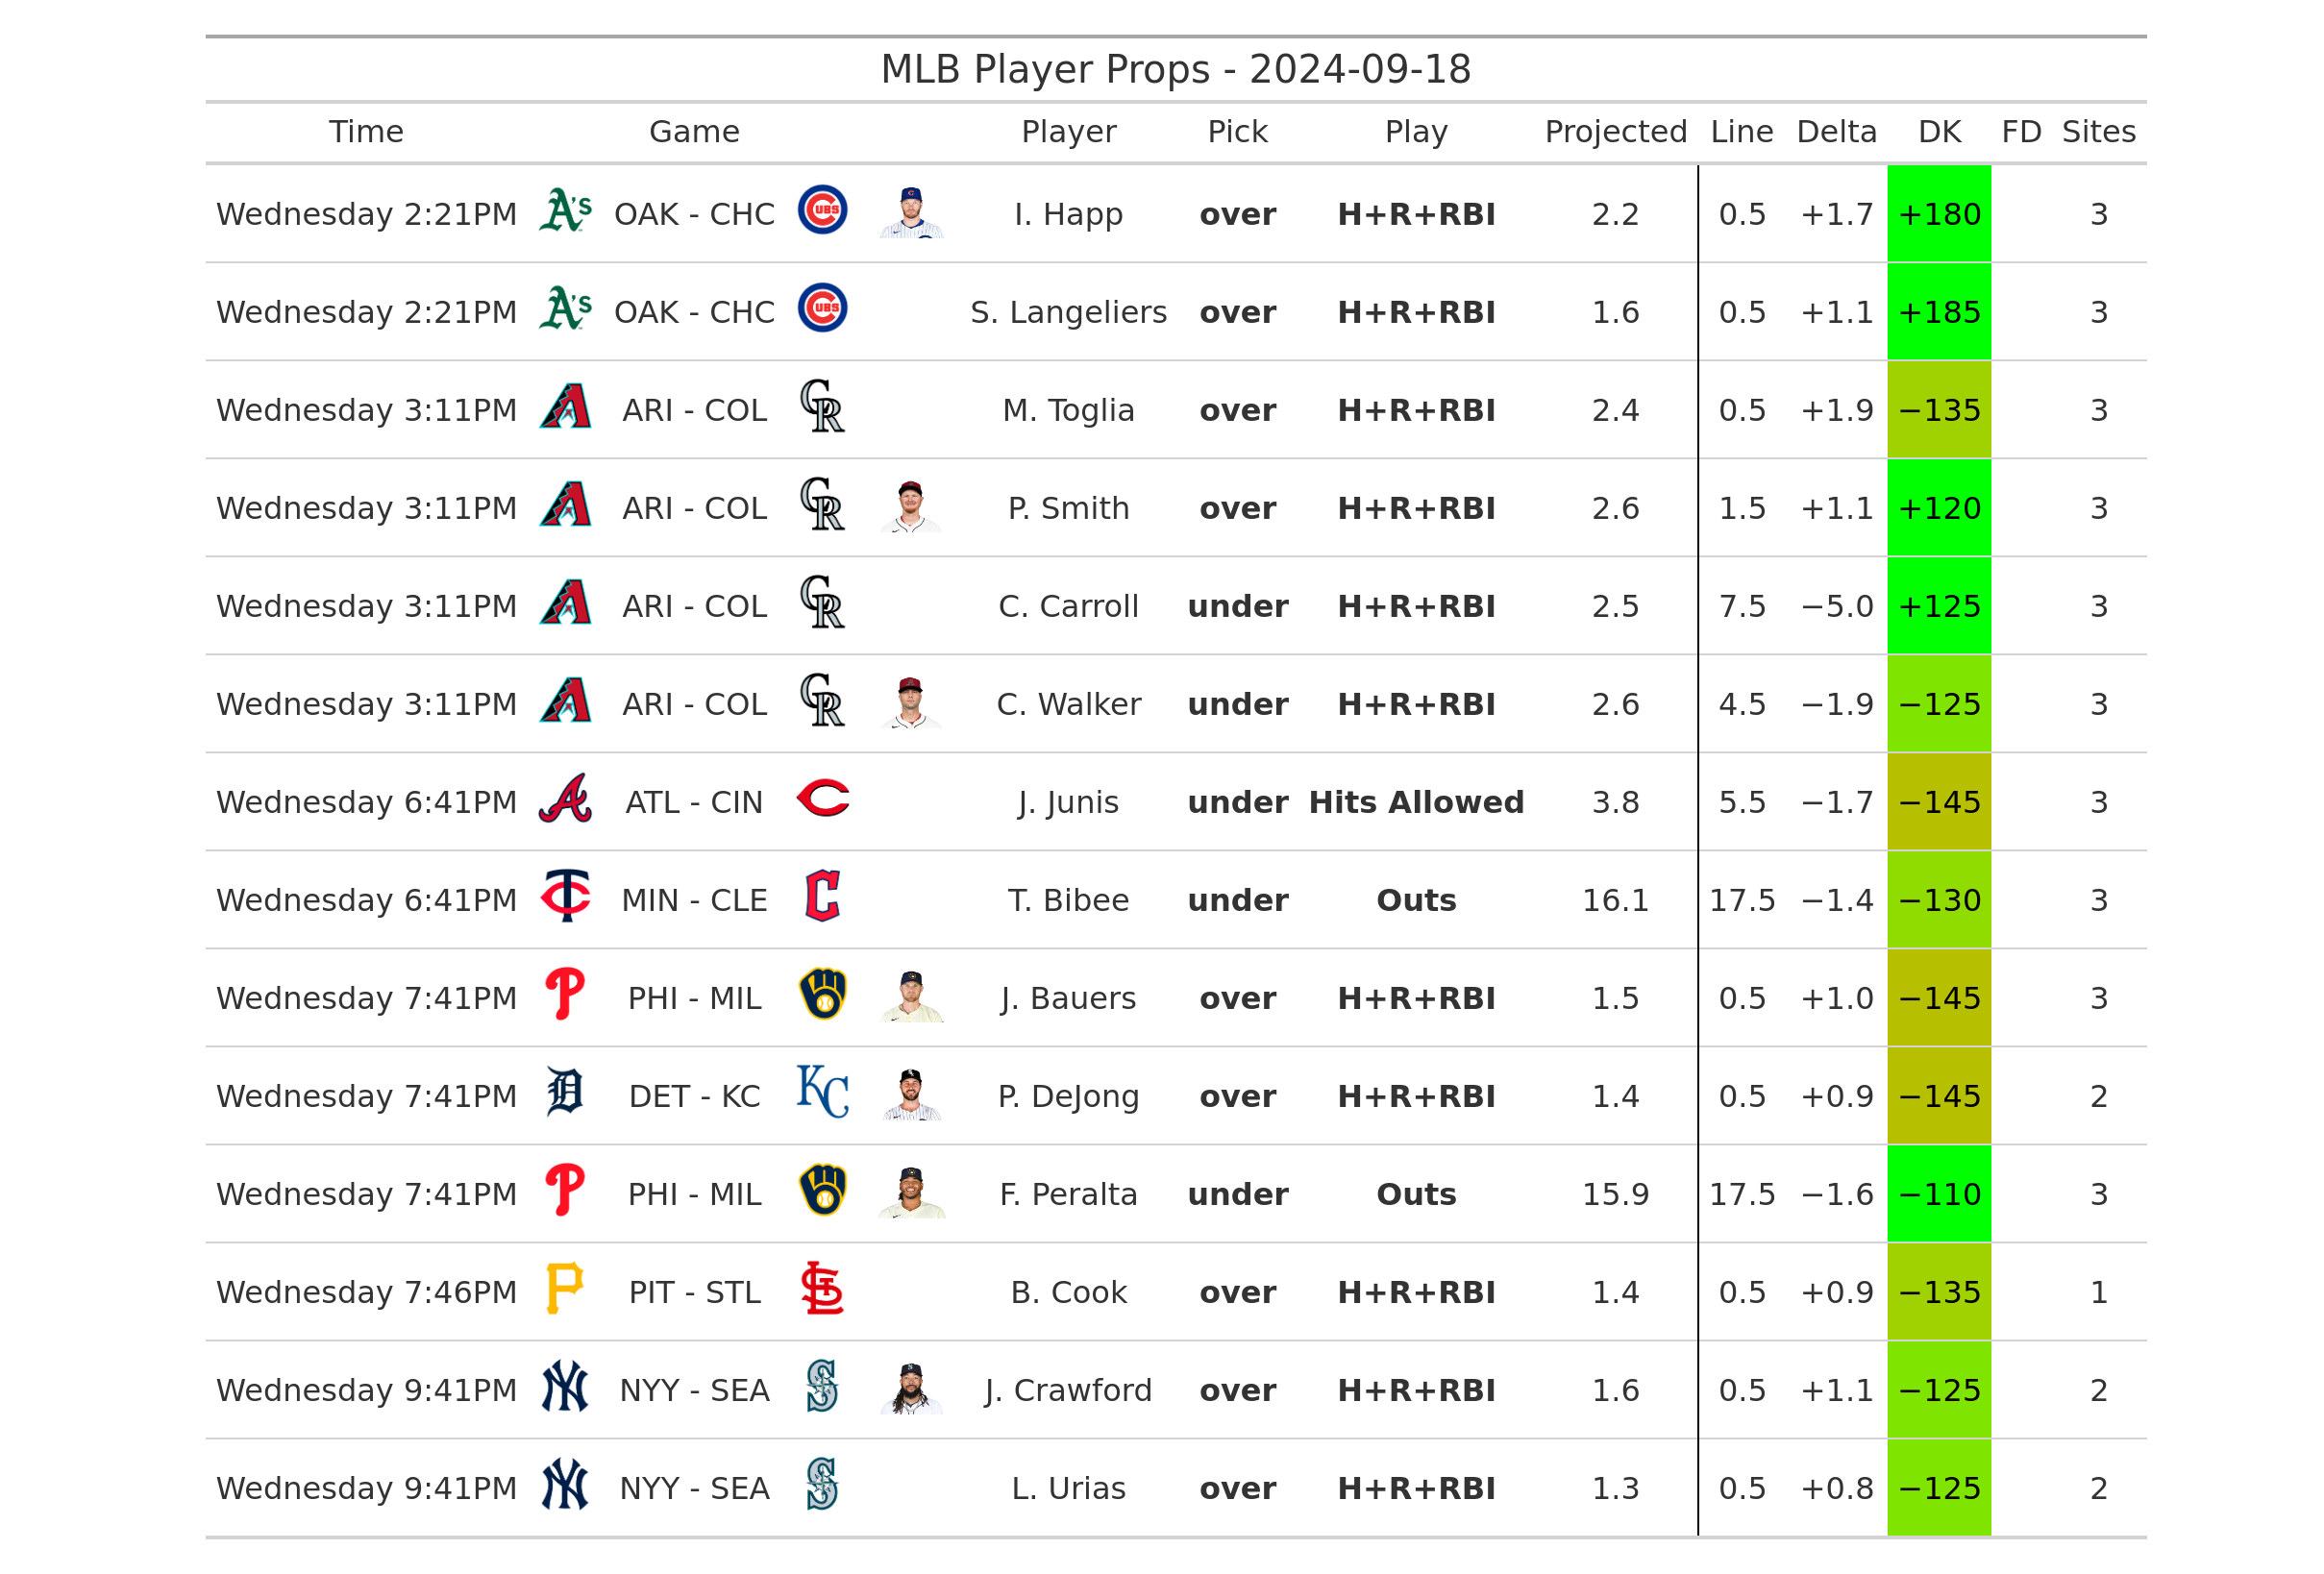 MLB Player Props - 2024-09-18
Time Game Player Pick Play Projected Line Delta DK FD Sites
Wednesday 2:21PM A's OAK - CHC CUBS I. Happ over H+R+RBI 2.2 0.5 +1.7 +180 3
Wednesday 2:21PM A's OAK - CHC CUBS S. Langeliers over H+R+RBI 1.6 0.5 +1.1 +185 3
Wednesday 3:11PM A ARI - COL CR M. Toglia over H+R+RBI 2.4 0.5 +1.9 −135 3
Wednesday 3:11PM A ARI - COL CR P. Smith over H+R+RBI 2.6 1.5 +1.1 +120 3
Wednesday 3:11PM A ARI - COL CR C. Carroll under H+R+RBI 2.5 7.5 −5.0 +125 3
Wednesday 3:11PM A ARI - COL CR C. Walker under H+R+RBI 2.6 4.5 −1.9 −125 3
Wednesday 6:41PM A ATL - CIN C J. Junis under Hits Allowed 3.8 5.5 −1.7 −145 3
Wednesday 6:41PM TC MIN - CLE C T. Bibee under Outs 16.1 17.5 −1.4 −130 3
Wednesday 7:41PM P PHI - MIL J. Bauers over H+R+RBI 1.5 0.5 +1.0 −145 3
Wednesday 7:41PM D DET - KC KC P. DeJong over H+R+RBI 1.4 0.5 +0.9 −145 2
Wednesday 7:41PM P PHI - MIL F. Peralta under Outs 15.9 17.5 −1.6 −110 3
Wednesday 7:46PM P PIT - STL STL B. Cook over H+R+RBI 1.4 0.5 +0.9 −135 1
Wednesday 9:41PM NY NYY - SEA S J. Crawford over H+R+RBI 1.6 0.5 +1.1 −125 2
Wednesday 9:41PM NY NYY - SEA S L. Urias over H+R+RBI 1.3 0.5 +0.8 −125 2